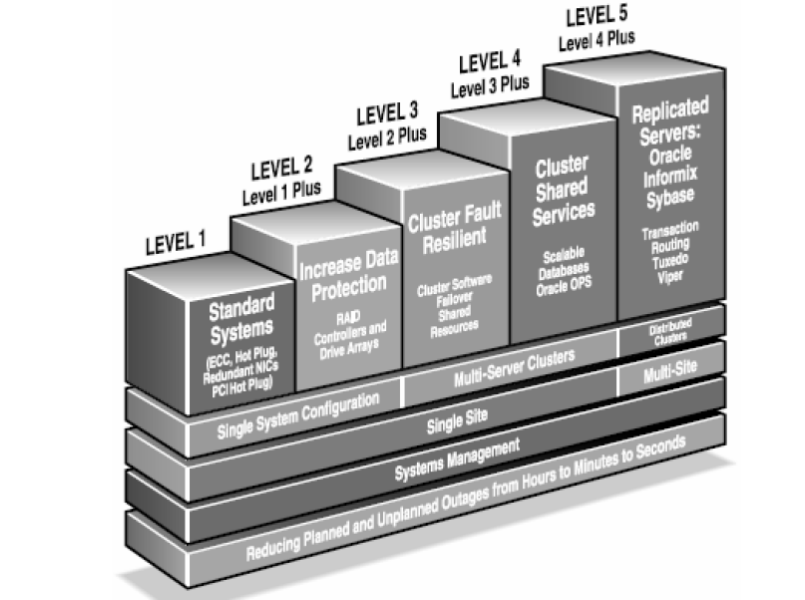 LEVEL 1
LEVEL 2
Level 1 Plus
LEVEL 3
Level 2 Plus
LEVEL 4
Level 3 Plus
LEVEL 5
Level 4 Plus
Standard
Systems
(ECC, Hot Plug,
Redundant NICs
PCI Hot Plug)
Increase Data
Protection
RAID
Controllers and
Drive Arrays
Cluster Fault
Resilient
Cluster Software
Failover
Shared
Resources
Cluster
Shared
Services
Scalable
Databases
Oracle OPS
Replicated
Servers:
Oracle
Informix
Sybase
Transaction
Routing
Tuxedo
Viper
Single System Configuration
Multi-Server Clusters
Distributed
Clusters
Single Site
Multi-Site
Systems Management
Reducing Planned and Unplanned Outages from Hours to Minutes to Seconds